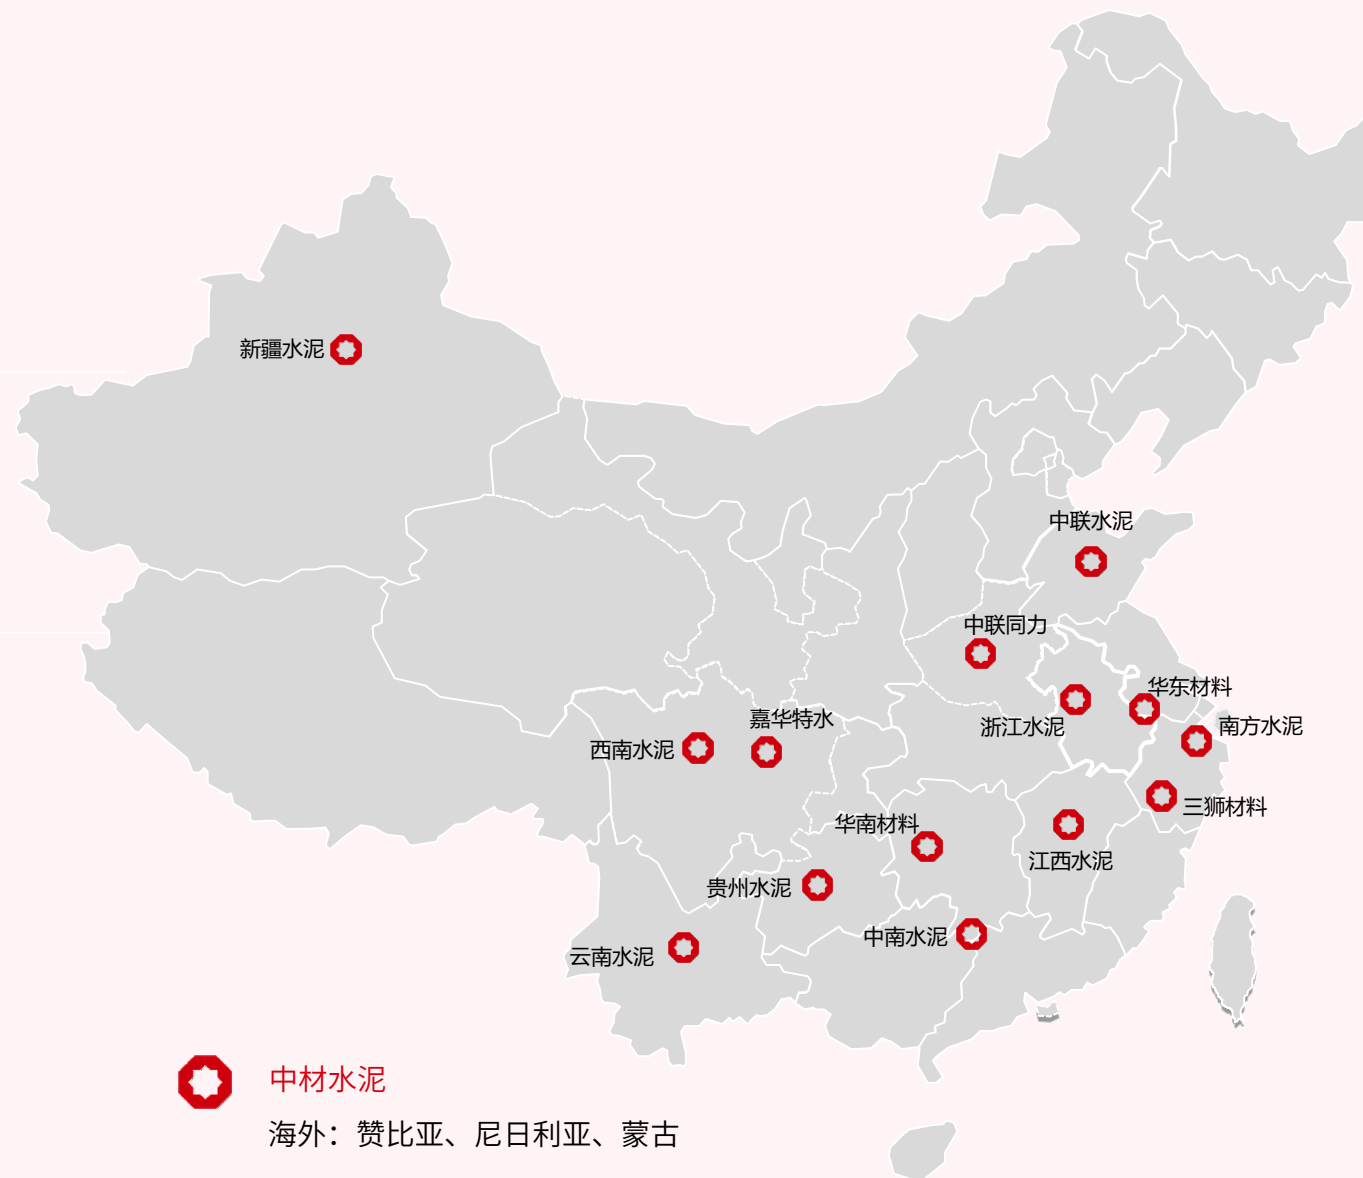 新疆水泥
中联水泥
中联同力
华东材料
浙江水泥
南方水泥
嘉华特水
西南水泥
三狮材料
华南材料
江西水泥
贵州水泥
中南水泥
云南水泥
中材水泥
海外：赞比亚、尼日利亚、蒙古